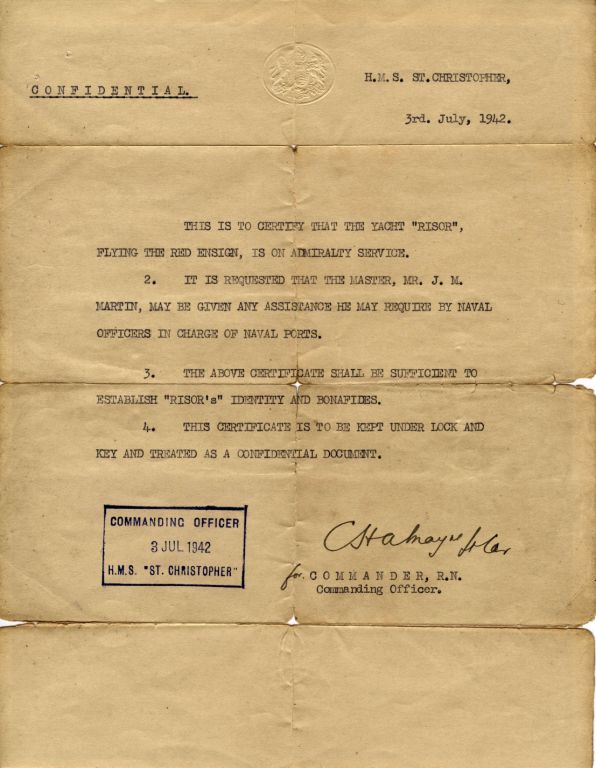 CONFIDENTIAL.
H.M.S. ST.CHRISTOPHER,
3rd. July, 1942.
THIS IS TO CERTIFY THAT THE YACHT "RISOR",
FLYING THE RED ENSIGN, IS ON ADMIRALTY SERVICE.
2. IT IS REQUESTED THAT THE MASTER, MR. J. M.
MARTIN, MAY BE GIVEN ANY ASSISTANCE HE MAY REQUIRE BY NAVAL
OFFICERS IN CHARGE OF NAVAL PORTS.
3. THE ABOVE CERTIFICATE SHALL BE SUFFICIENT TO
ESTABLISH "RISOR's" IDENTITY AND BONAFIDES.
4. THIS CERTIFICATE IS TO BE KEPT UNDER LOCK AND
KEY AND TREATED AS A CONFIDENTIAL DOCUMENT.
COMMANDING OFFICER
3 JUL 1942
H.M.S. "ST. CHRISTOPHER"
for. COMMANDER, R.N.
Commanding Officer.